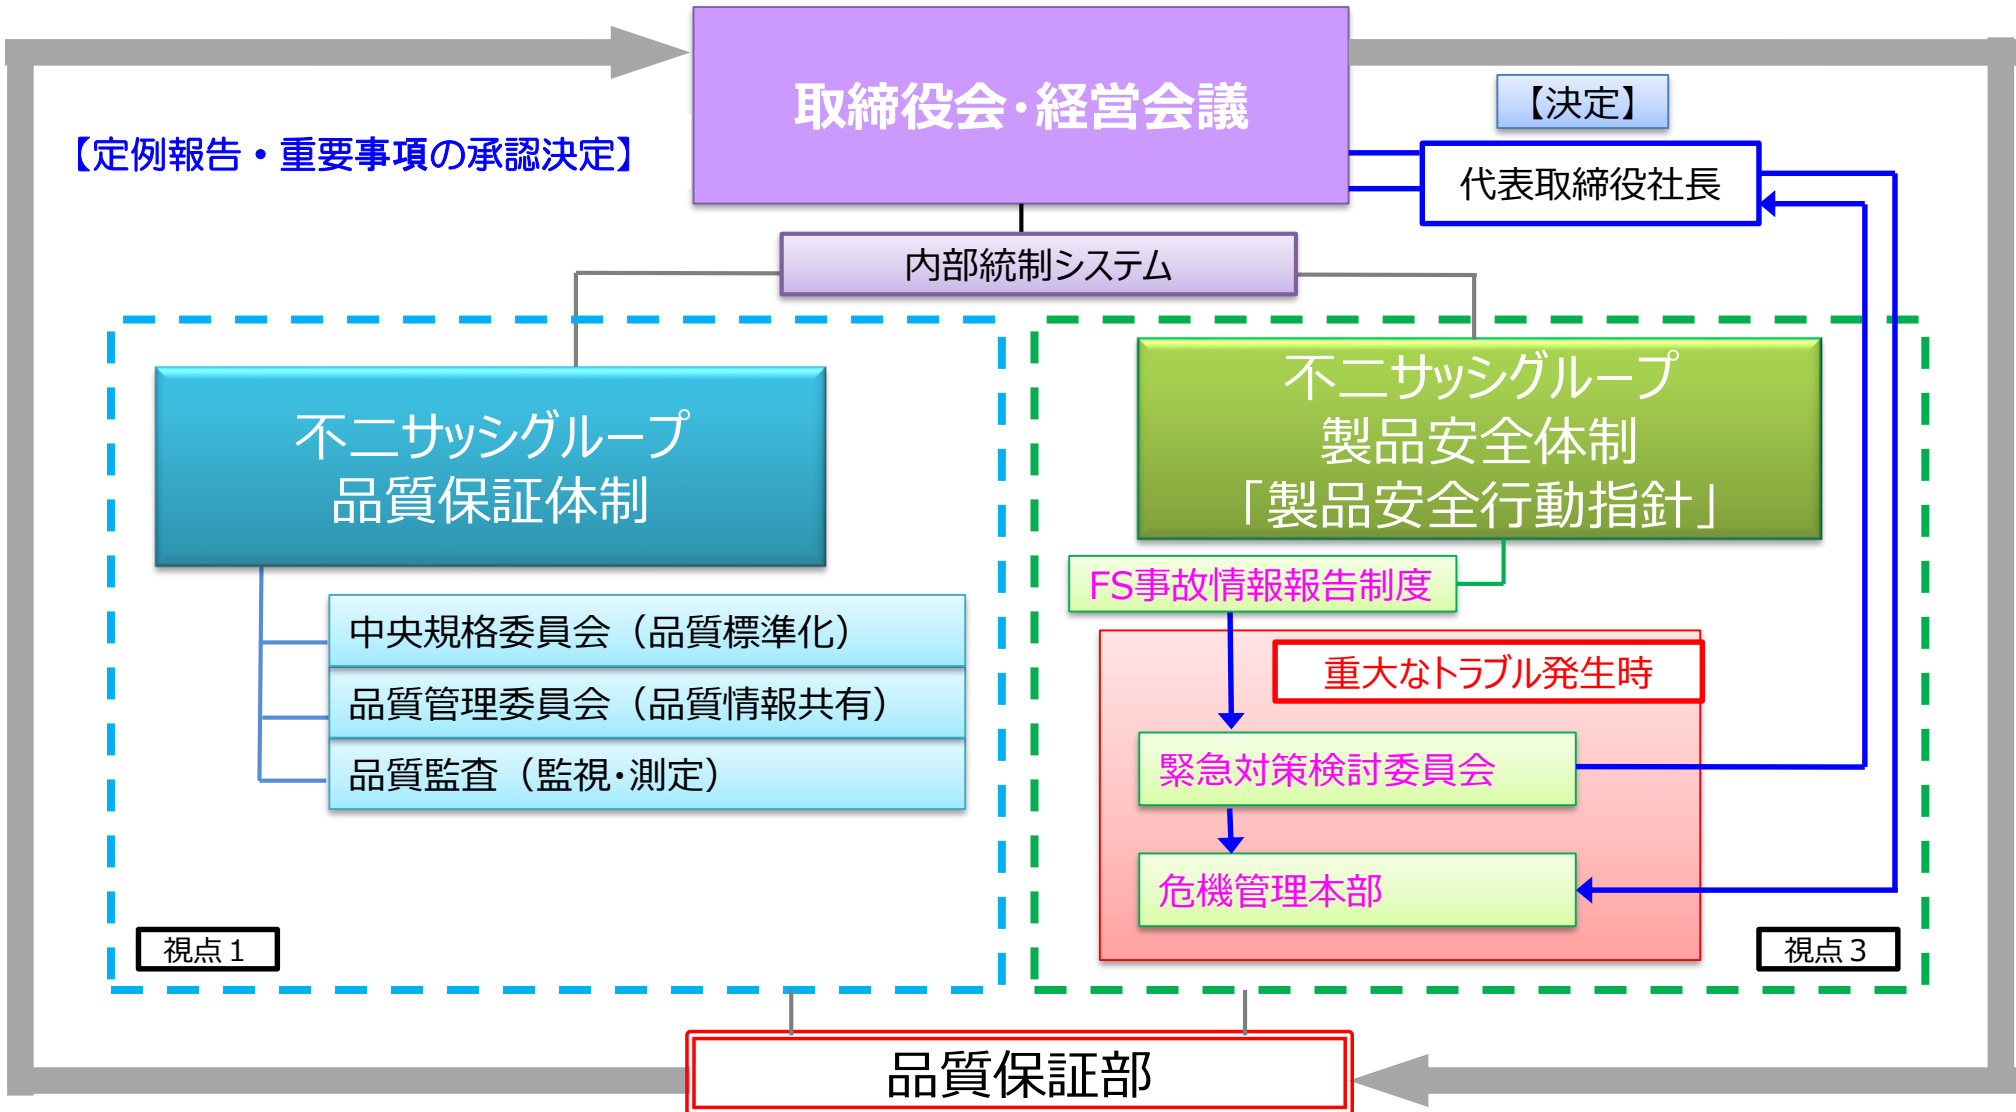 取締役会・経営会議
【決定】
【定例報告・重要事項の承認決定】
代表取締役社長
内部統制システム
不二サッシグループ
品質保証体制
中央規格委員会（品質標準化）
品質管理委員会（品質情報共有）
品質監査（監視・測定）
視点１
不二サッシグループ
製品安全体制
「製品安全行動指針」
FS事故情報報告制度
重大なトラブル発生時
緊急対策検討委員会
危機管理本部
視点３
品質保証部